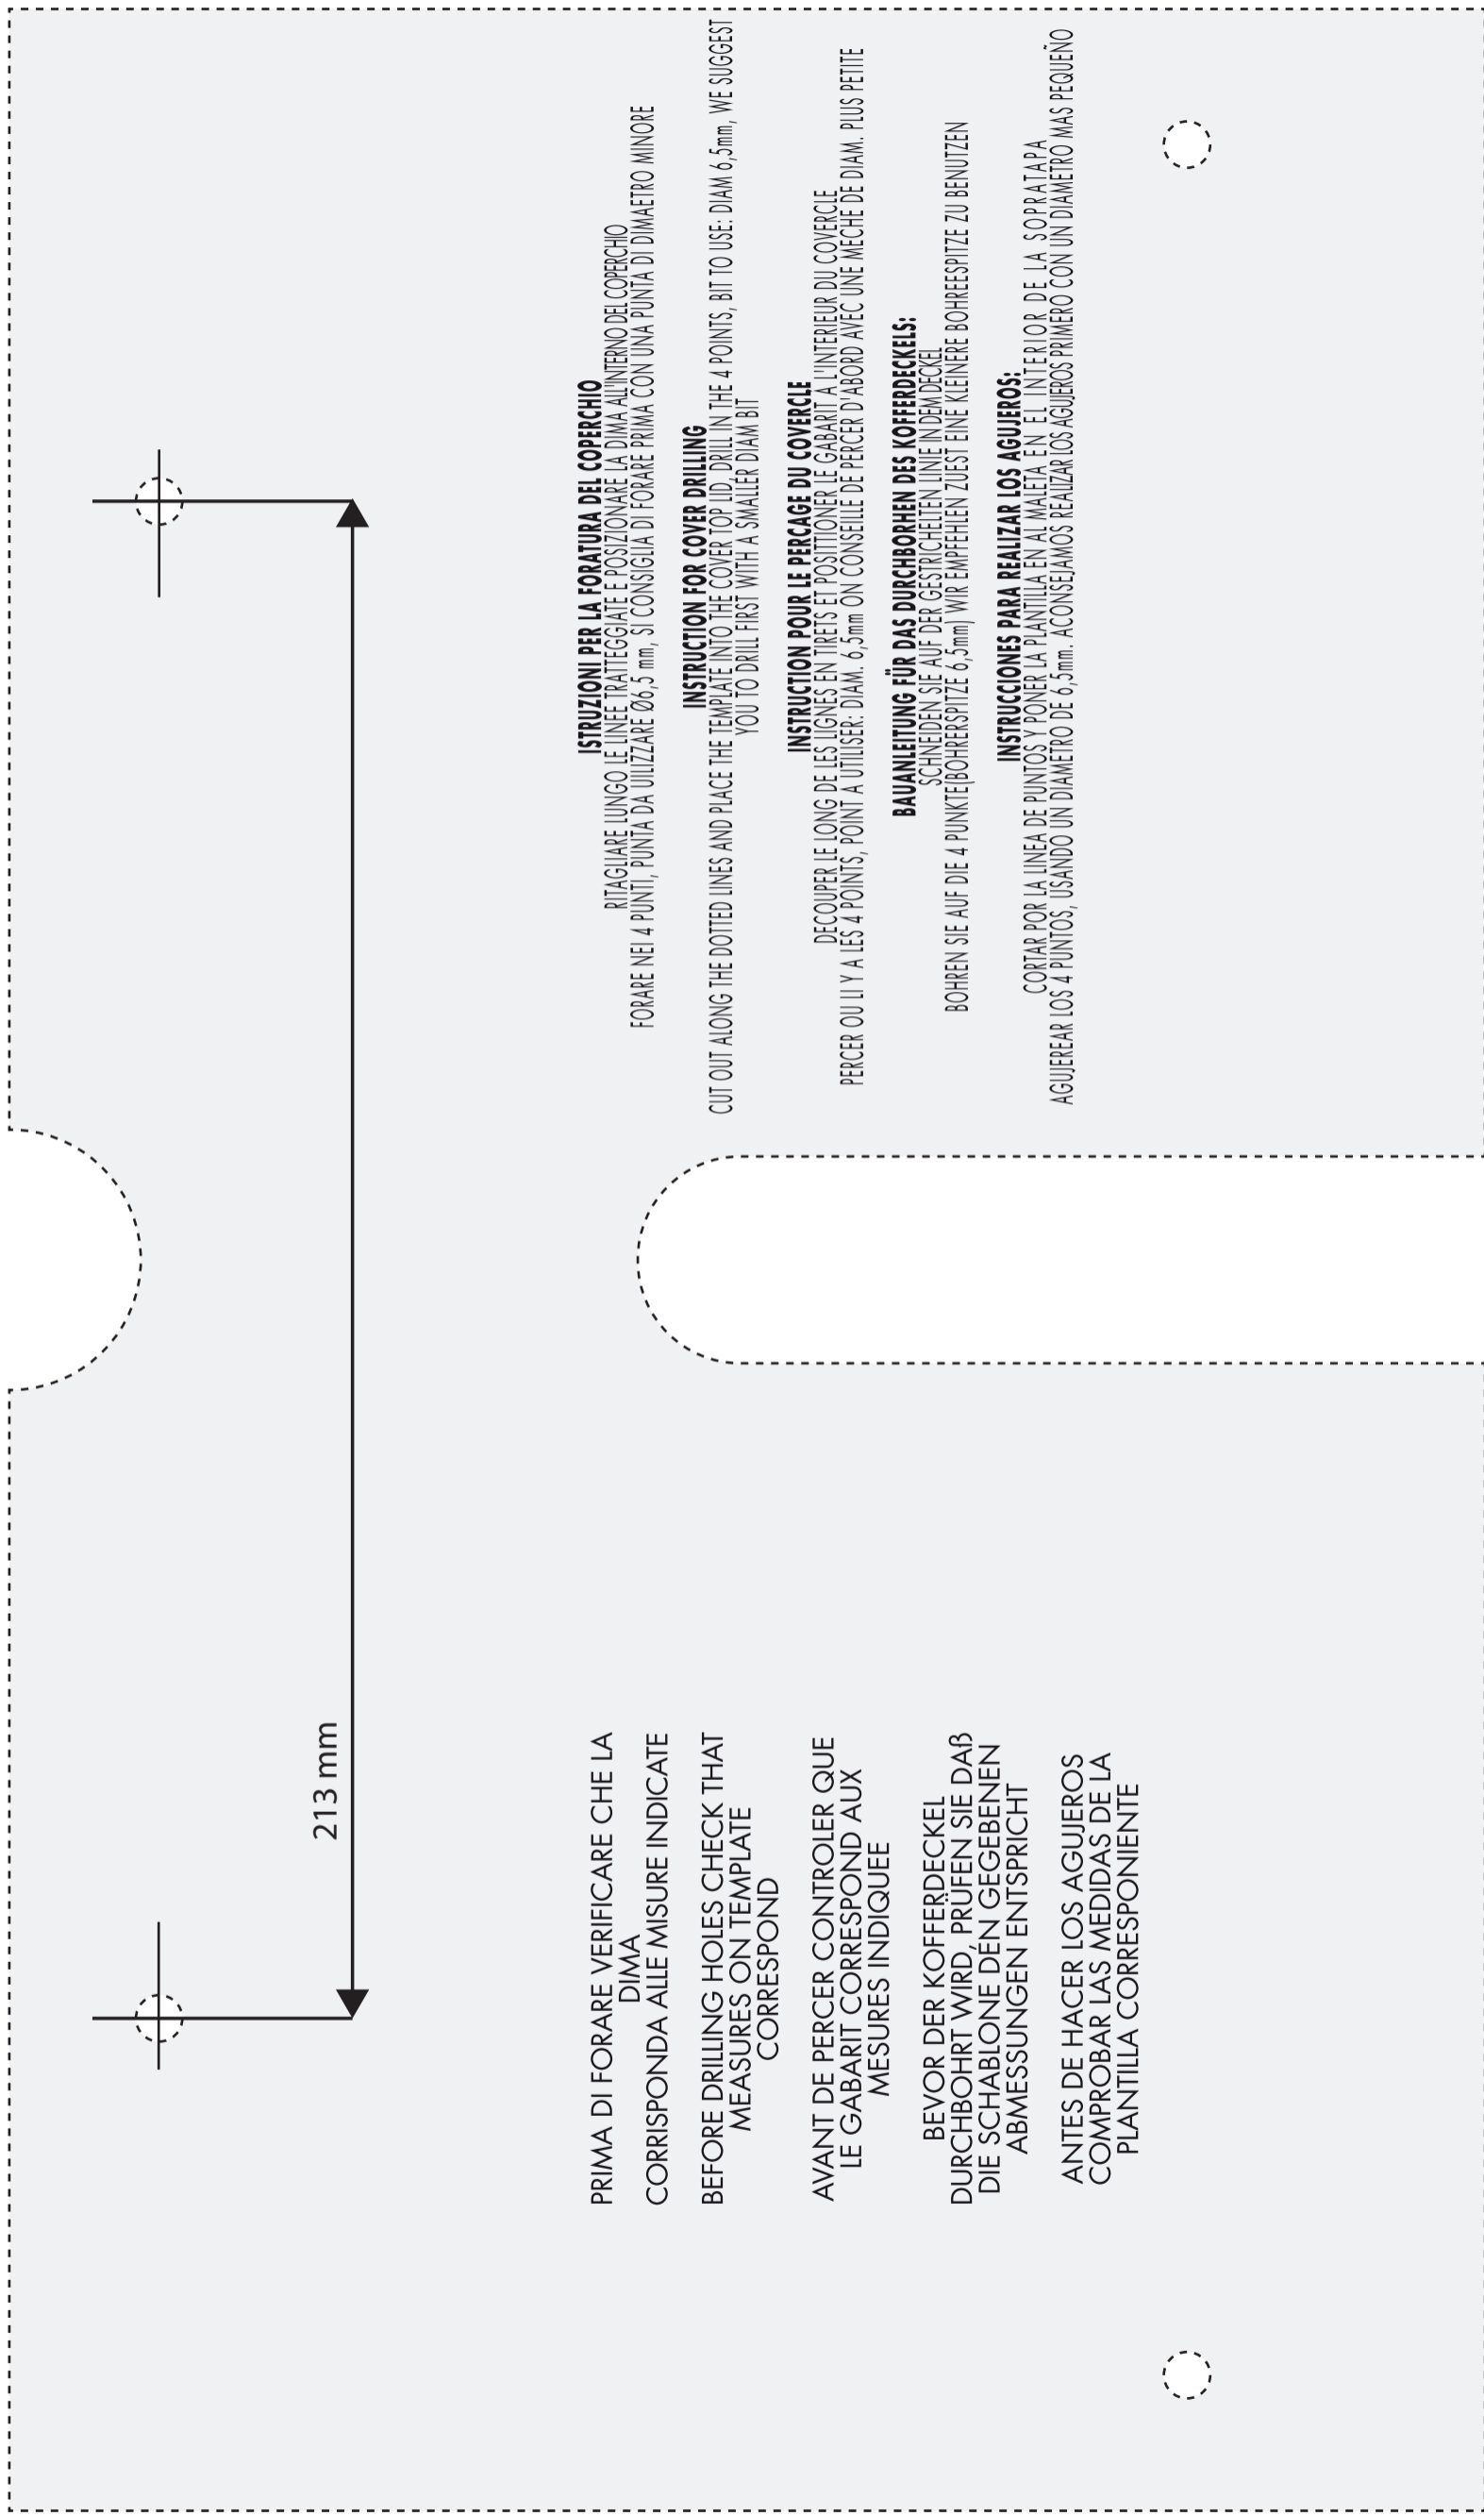 213 mm
PRIMA DI FORARE VERIFICARE CHE LA
DIMA
CORRISPONDA ALLE MISURE INDICATE
BEFORE DRILLING HOLES CHECK THAT
MEASURES ON TEMPLATE
CORRESPOND
AVANT DE PERCER CONTROLER QUE
LE GABARIT CORRESPOND AUX
MESURES INDIQUEE
BEVOR DER KOFFERDECKEL
DURCHBOHRT WIRD, PRÜFEN SIE DAß
DIE SCHABLONE DEN GEGEBENEN
ABMESSUNGEN ENTSPRICHT
ANTES DE HACER LOS AGUJEROS
COMPROBAR LAS MEDIDAS DE LA
PLANTILLA CORRESPONIENTE
ISTRUZIONI PER LA FORATURA DEL COPERCHIO
RITAGLIARE LUNGO LE LINEE TRATTEGGIATE E POSIZIONARE LA DIMA ALL'INTERNO DEL COPERCHIO
FORARE NEI 4 PUNTI, PUNTA DA UILIZZARE Ø6,5 mm, SI CONSIGLIA DI FORARE PRIMA CON UNA PUNTA DI DIMAETRO MINORE
INSTRUCTION FOR COVER DRILLING
CUT OUT ALONG THE DOTTED LINES AND PLACE THE TEMPLATE INTO THE COVER TOP LID, DRILL IN THE 4 POINTS, BIT TO USE: DIAM 6,5mm, WE SUGGEST
YOU TO DRILL FIRST WITH A SMALLER DIAM BIT
INSTRUCTION POUR LE PERCAGE DU COVERCLE
DECOUPER LE LONG DE LES LIGNES EN TIRETS ET POSITIONER LE GABARIT A L'INTERIEUR DU COVERCLE
PERCER OU LI Y A LES 4 POINTS, POINT A UTILISER: DIAM. 6,5mm ON CONSEILLE DE PERCER D'ABORD AVEC UNE MECHE DE DIAM. PLUS PETITE
BAUANLEITUNG FÜR DAS DURCHBORHEN DES KOFFERDECKELS:
SCHNEIDEN SIE AUF DER GESTRICHELTEN LINIE IN DEM DECKEL
BOHREN SIE AUF DIE 4 PUNKTE(BOHRERSPITZE 6,5mm) WIR EMPFEHLEN ZUEST EINE KLEINERE BOHREESPITZE ZU BENUTZEN
INSTRUCCIONES PARA REALIZAR LOS AGUJEROS:
CORTAR POR LA LINEA DE PUNTOS Y PONER LA PLANTILLA EN AL MALETA EN EL INTERIOR DE LA SOPRATAPA
AGUJEREAR LOS 4 PUNTOS, USANDO UN DIAMETRO DE 6,5mm. ACONSEJAMOS REALIZAR LOS AGUJEROS PRIMERO CON UN DIAMETRO MAS PEQUEÑO